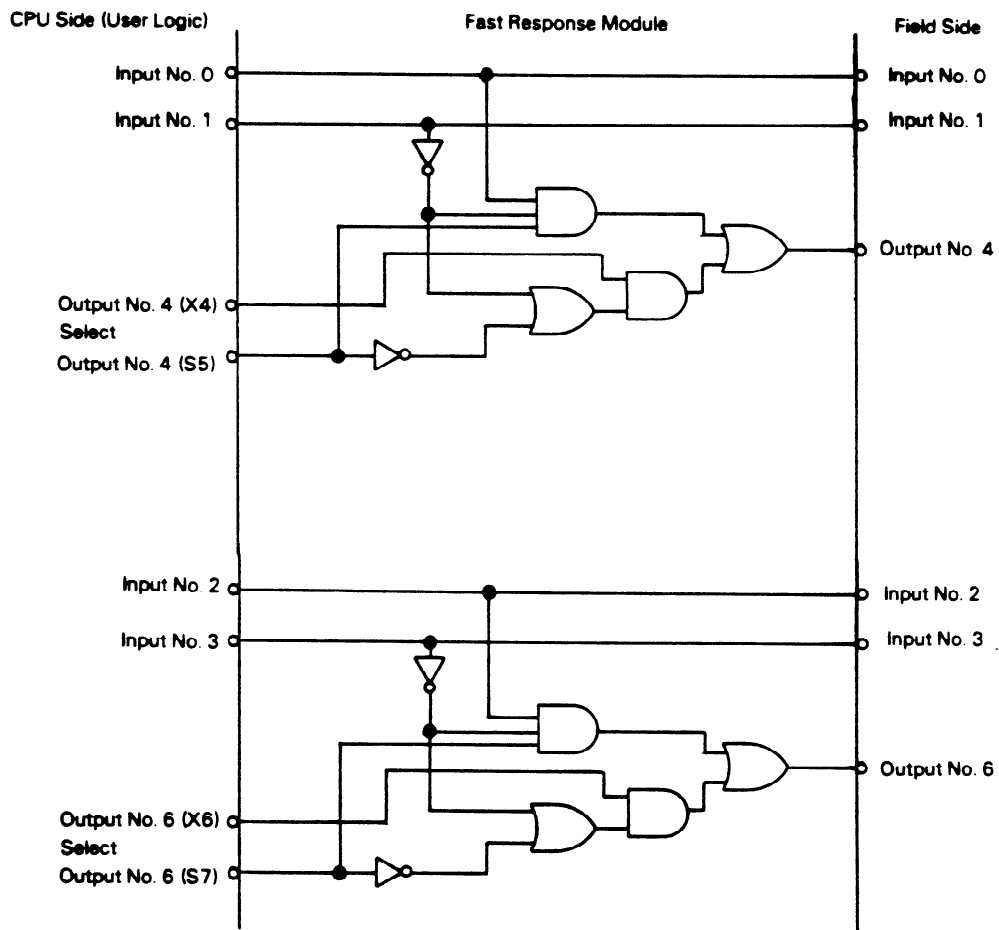 CPU Side (User Logic)
Fast Response Module
Field Side
Input No. 0
Input No. 0
Input No. 1
Input No. 1
Output No. 4
Output No. 4 (X4)
Select
Output No. 4 (S5)
Input No. 2
Input No. 2
Input No. 3
Input No. 3
Output No. 6
Output No. 6 (X6)
Select
Output No. 6 (S7)